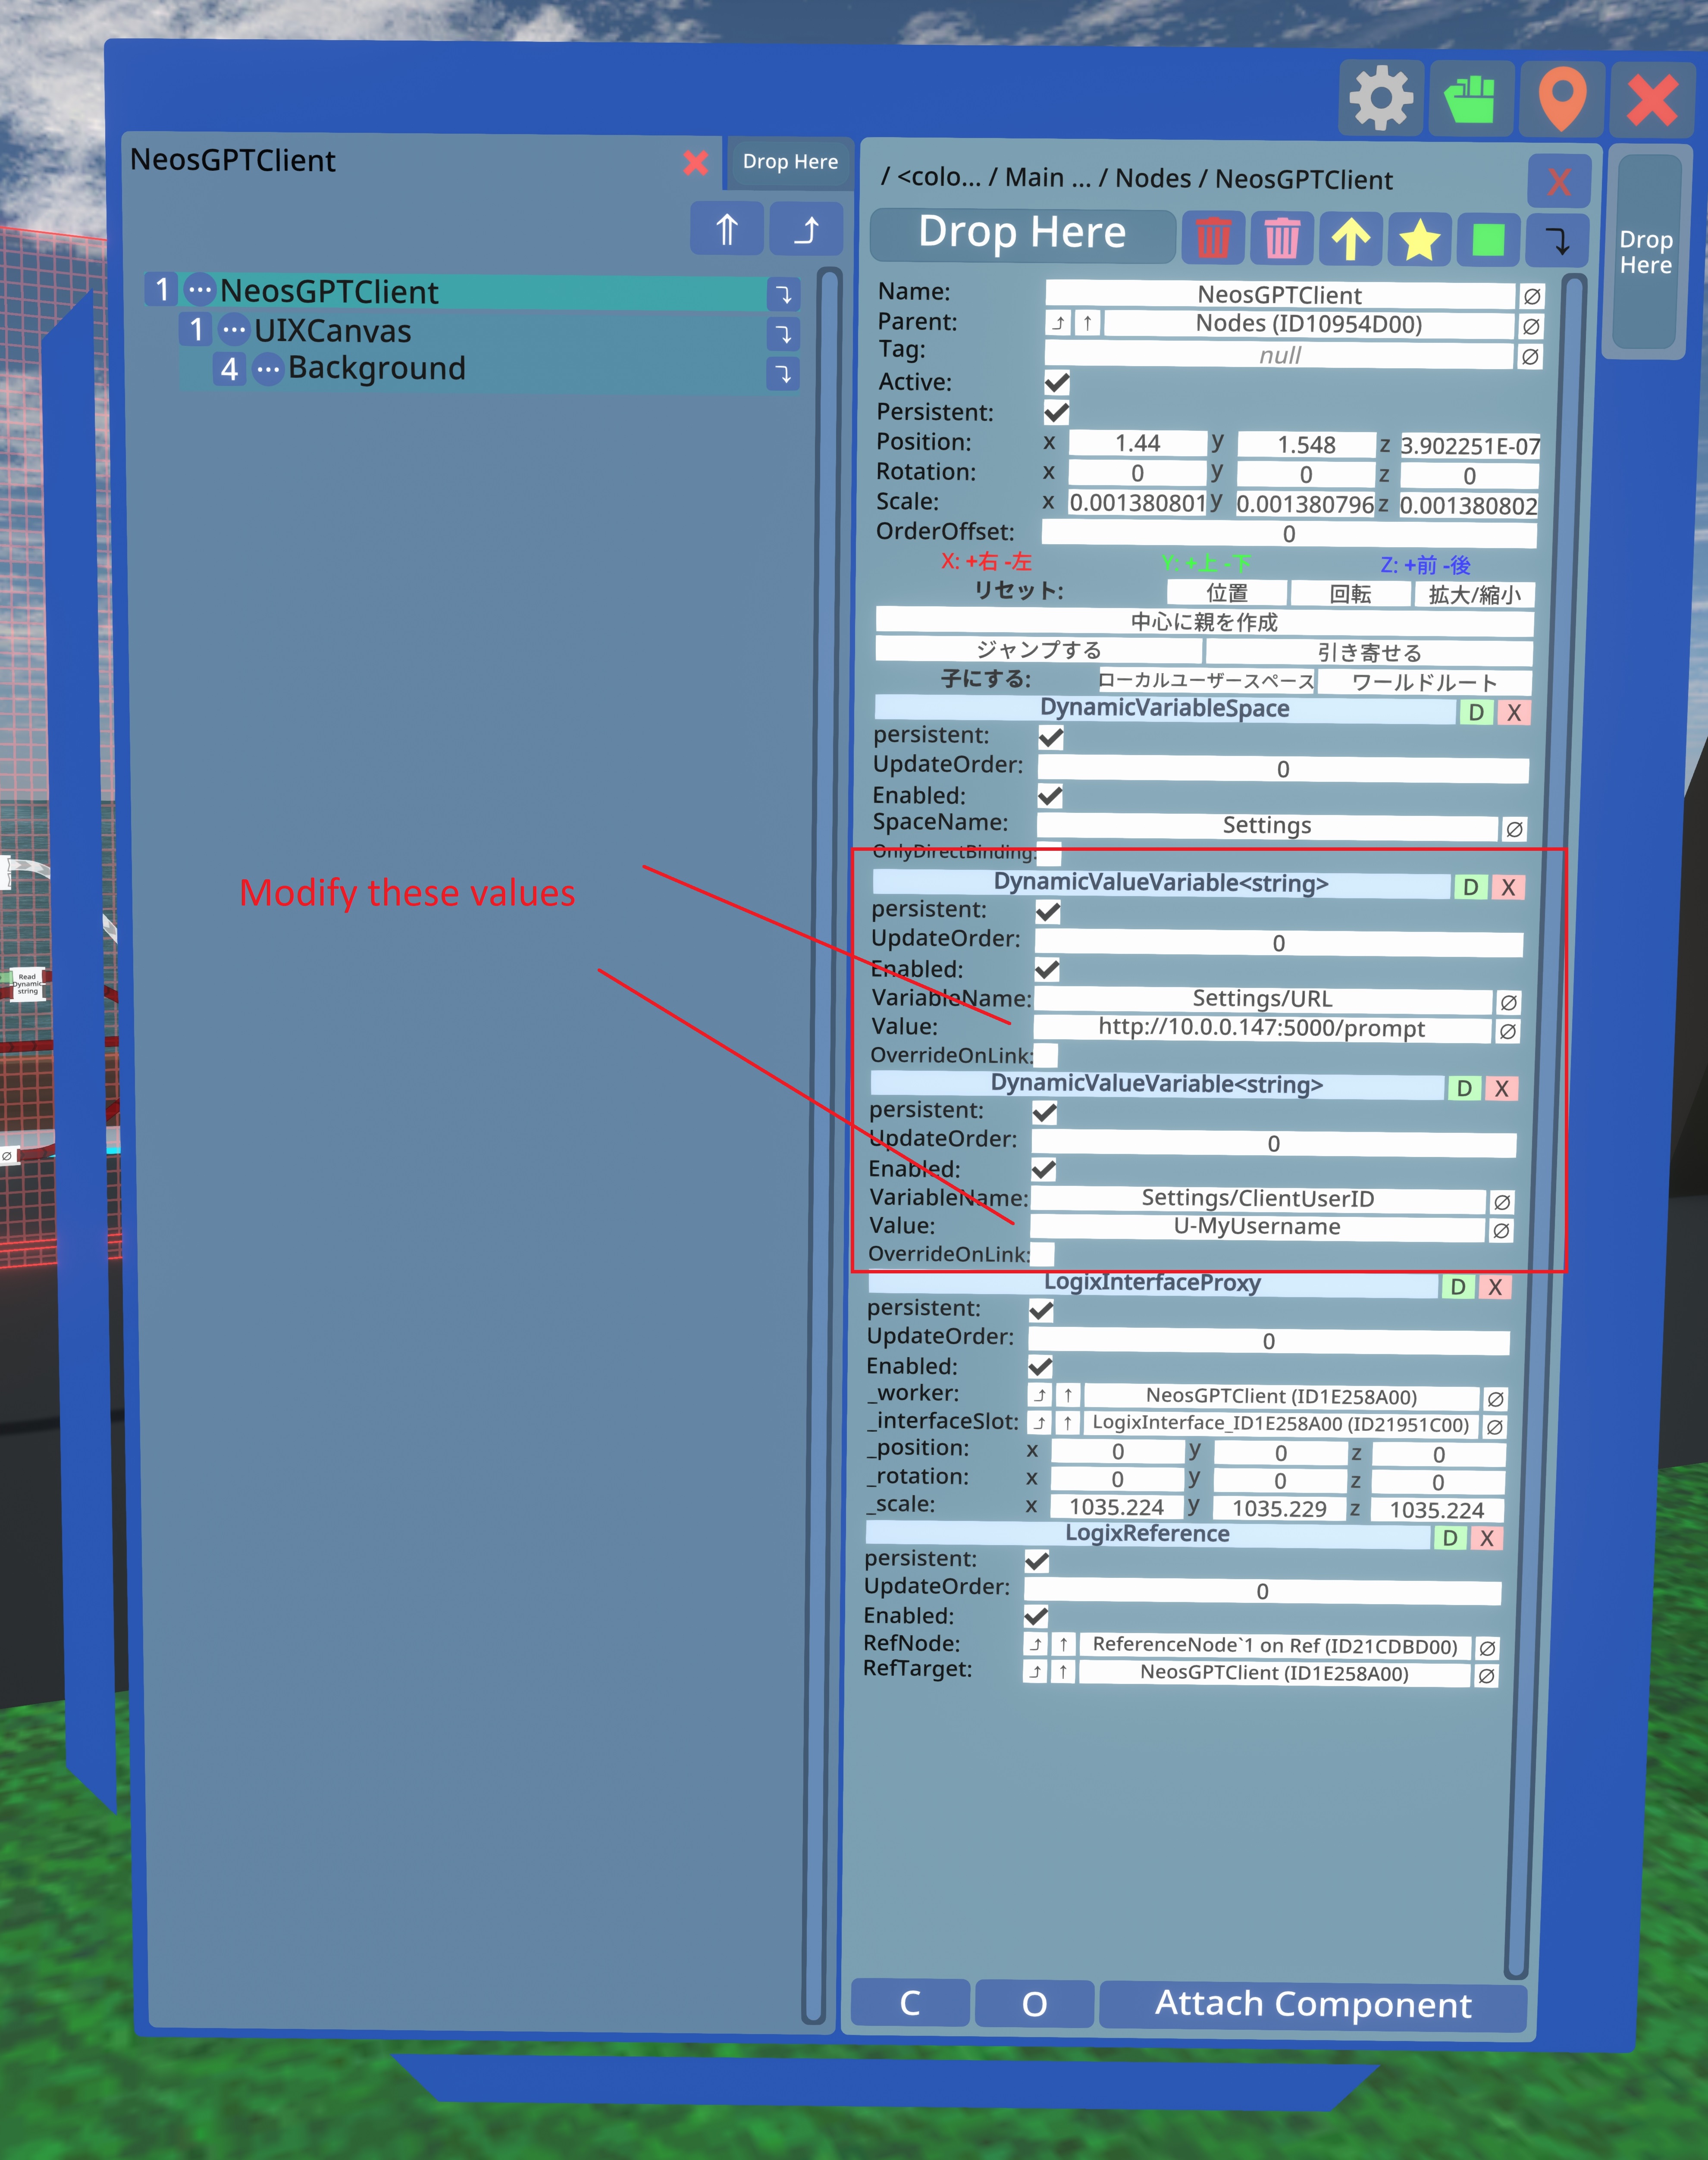 NeosGPTClient
Drop Here
1 NeosGPTClient
1 UIXCanvas
4 Background
Modify these values
Read
Dynamic
string
/ <colo... / Main ... / Nodes / NeosGPTClient
X
Drop Here
Drop
Here
Name: NeosGPTClient Ø
Parent: Nodes (ID10954D00) Ø
Tag: null Ø
Active:
Persistent:
Position: x 1.44 y 1.548 z 3.902251E-07
Rotation: x 0 y 0 z 0
Scale: x 0.001380801 y 0.001380796 z 0.001380802
OrderOffset: 0
X: +右 -左 Y: +上 -下 Z: +前 -後
リセット: 位置 回転 拡大/縮小
中心に親を作成
ジャンプする 引き寄せる
子にする: ローカルユーザースペース ワールドルート
DynamicVariableSpace D X
persistent:
UpdateOrder: 0
Enabled:
SpaceName: Settings Ø
OnlyDirectBinding:
DynamicValueVariable<string> D X
persistent:
UpdateOrder: 0
Enabled:
VariableName: Settings/URL Ø
Value: http://10.0.0.147:5000/prompt Ø
OverrideOnLink:
DynamicValueVariable<string> D X
persistent:
UpdateOrder: 0
Enabled:
VariableName: Settings/ClientUserID Ø
Value: U-MyUsername Ø
OverrideOnLink:
LogixInterfaceProxy D X
persistent:
UpdateOrder: 0
Enabled:
_worker: NeosGPTClient (ID1E258A00) Ø
_interfaceSlot: LogixInterface_ID1E258A00 (ID21951C00) Ø
_position: x 0 y 0 z 0
_rotation: x 0 y 0 z 0
_scale: x 1035.224 y 1035.229 z 1035.224
LogixReference D X
persistent:
UpdateOrder: 0
Enabled:
RefNode: ReferenceNode`1 on Ref (ID21CDBD00) Ø
RefTarget: NeosGPTClient (ID1E258A00) Ø
C O Attach Component